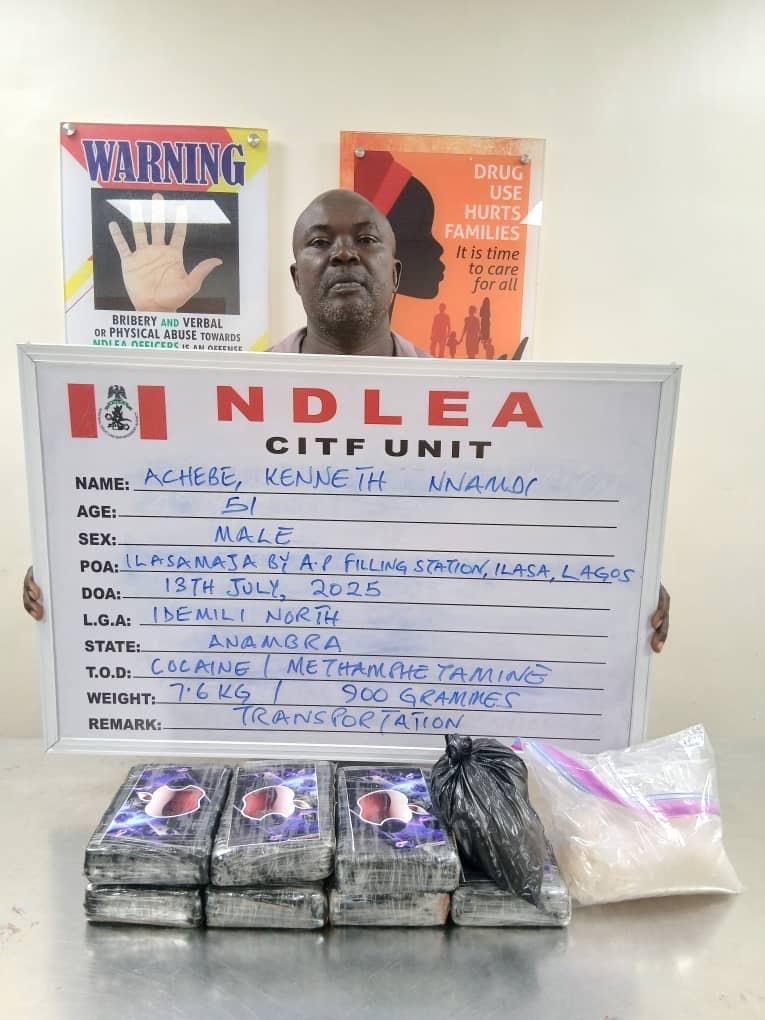 WARNING
BRIBERY AND VERBAL
OR PHYSICAL ABUSE TOWARDS
NDLEA OFFICERS IS AN OFFENSE
DRUG
USE
HURTS
FAMILIES
It is time
to care
for all
NDLEA
CITF UNIT
NAME: ACHEBE, KENNETH NNAMDI
AGE: 51
SEX: MALE
POA: ILASAMAJA BY A.P FILLING STATION, ILASA, LAGOS
DOA: 13TH JULY, 2025
L.G.A: IDEMILI NORTH
STATE: ANAMBRA
T.O.D: COCAINE / METHAMPHETAMINE
WEIGHT: 7.6 KG / 900 GRAMMES
REMARK: TRANSPORTATION